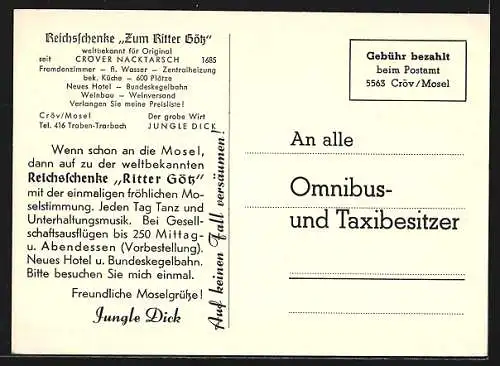 Reichsschenke „Zum Ritter Götz"
weltbekannt für Original
seit CRÖVER NACKTARSCH 1685
Fremdenzimmer — fl. Wasser — Zentralheizung
bek. Küche — 600 Plätze
Neues Hotel — Bundeskegelbahn
Weinbau — Weinversand
Verlangen Sie meine Preisliste!
Cröv/Mosel Der grobe Wirt
Tel. 416 Traben-Trarbach JUNGLE DICK
Wenn schon an die Mosel,
dann auf zu der weltbekannten
Reichsschenke „Ritter Götz"
mit der einmaligen fröhlichen Mo-
selstimmung. Jeden Tag Tanz und
Unterhaltungsmusik. Bei Gesell-
schaftsausflügen bis 250 Mittag-
u. Abendessen (Vorbestellung).
Neues Hotel u. Bundeskegelbahn.
Bitte besuchen Sie mich einmal.
Freundliche Moselgrüße!
Jungle Dick
Auf keinen Fall versäumen!
Gebühr bezahlt
beim Postamt
5563 Cröv/Mosel
An alle
Omnibus-
und Taxibesitzer